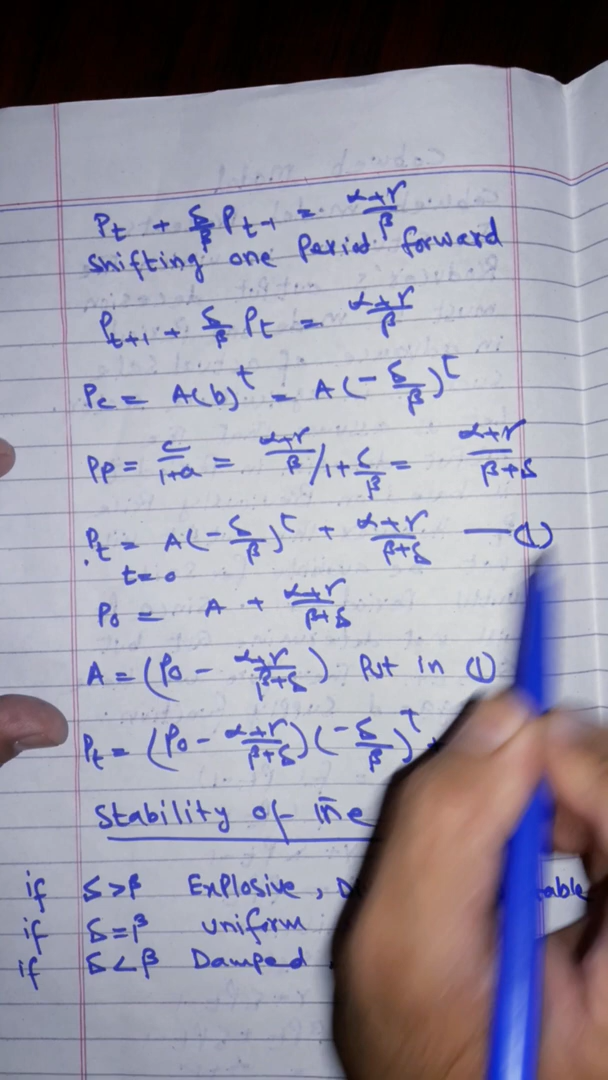 Pt + δ/β Pt-1 = α+γ/β
Shifting one Period forward
Pt+1 + δ/β Pt = α+γ/β
Pc = A(b)^t = A(-δ/β)^t
Pp = c/1+a = α+γ/β / 1+δ/β = α+γ/β+δ
Pt = A(-δ/β)^t + α+γ/β+δ —(1)
t=0
P0 = A + α+γ/β+δ
A = (P0 - α+γ/β+δ) Put in (1)
Pt = (P0 - α+γ/β+δ)(-δ/β)^t
Stability of
if δ>β Explosive,
if δ=β uniform
if δ<β Damped